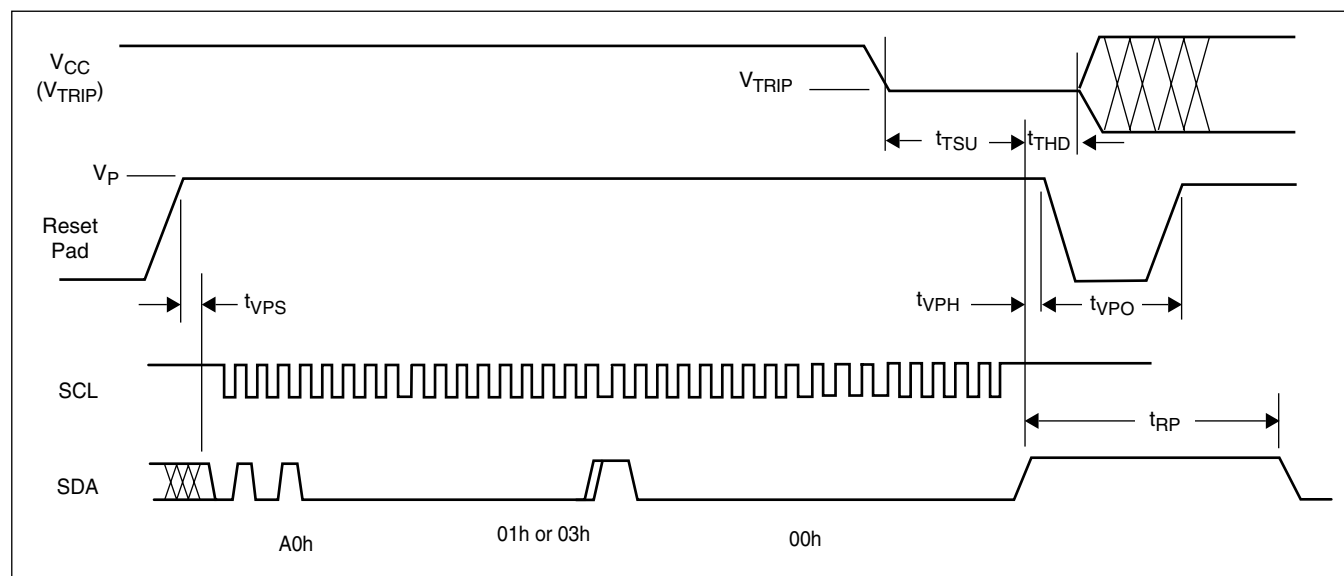 VCC
(VTRIP)
VTRIP
tTSU
tTHD
VP
Reset
Pad
tVPS
tVPH
tVPO
SCL
tRP
SDA
A0h
01h or 03h
00h